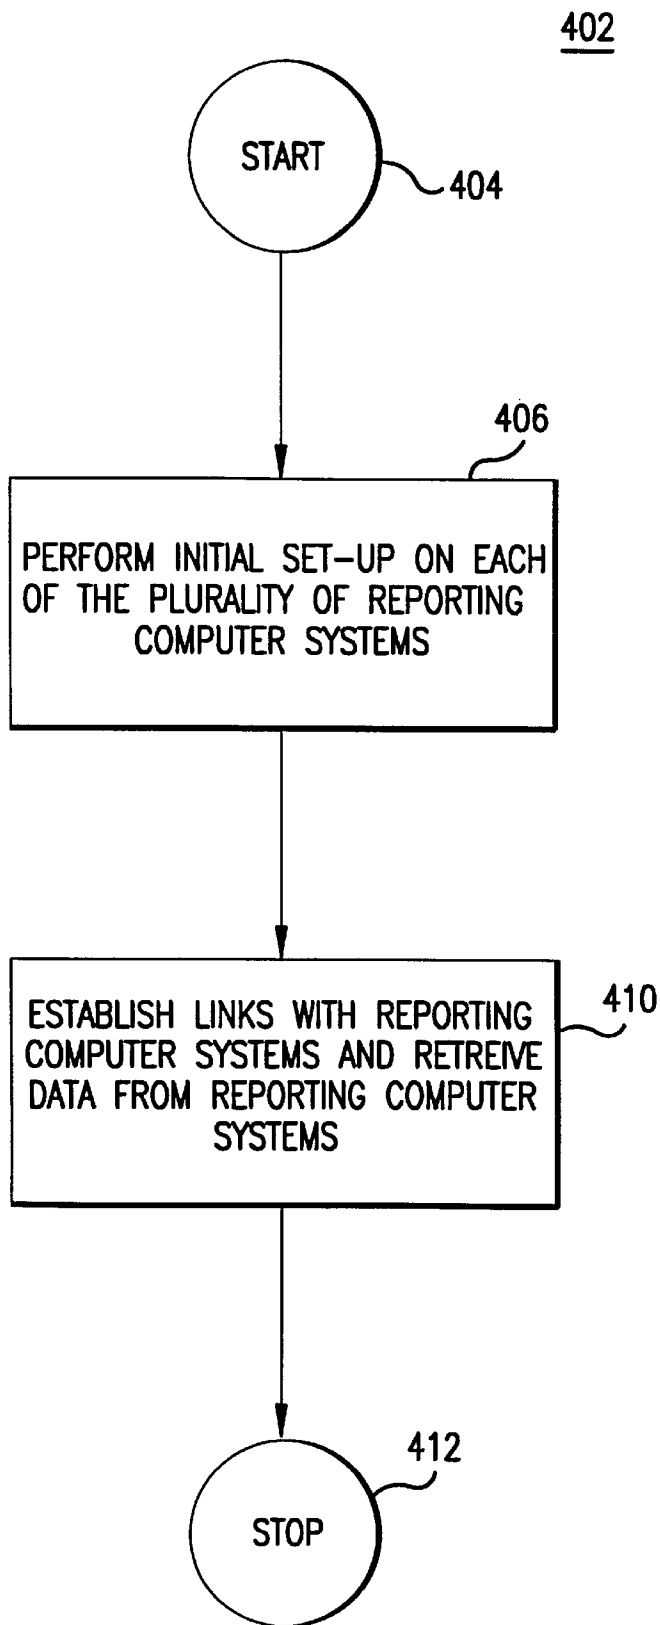 402
START
404
406
PERFORM INITIAL SET-UP ON EACH
OF THE PLURALITY OF REPORTING
COMPUTER SYSTEMS
410
ESTABLISH LINKS WITH REPORTING
COMPUTER SYSTEMS AND RETREIVE
DATA FROM REPORTING COMPUTER
SYSTEMS
412
STOP